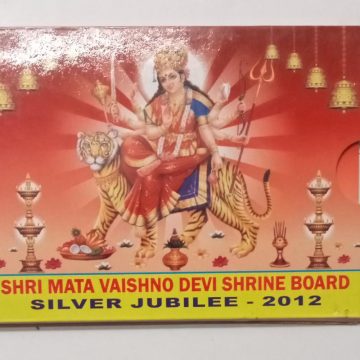 SHRI MATA VAISHNO DEVI SHRINE BOARD
SILVER JUBILEE - 2012